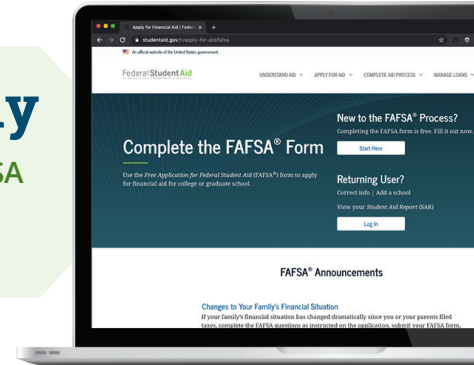 Apply for Financial Aid | Federal
studentaid.gov/h/apply-for-aid/fafsa
An official website of the United States government.
Federal Student Aid
UNDERSTAND AID
APPLY FOR AID
COMPLETE AID PROCESS
MANAGE LOANS
New to the FAFSA® Process?
Completing the FAFSA form is free. Fill it out now.
Start Here
Complete the FAFSA® Form
Use the Free Application for Federal Student Aid (FAFSA®) form to apply
for financial aid for college or graduate school.
Returning User?
Correct info | Add a school
View your Student Aid Report (SAR)
Log In
FAFSA® Announcements
Changes to Your Family's Financial Situation
If your family's financial situation has changed dramatically since you or your parents filed
taxes, complete the FAFSA questions as instructed on the application, submit your FAFSA form,